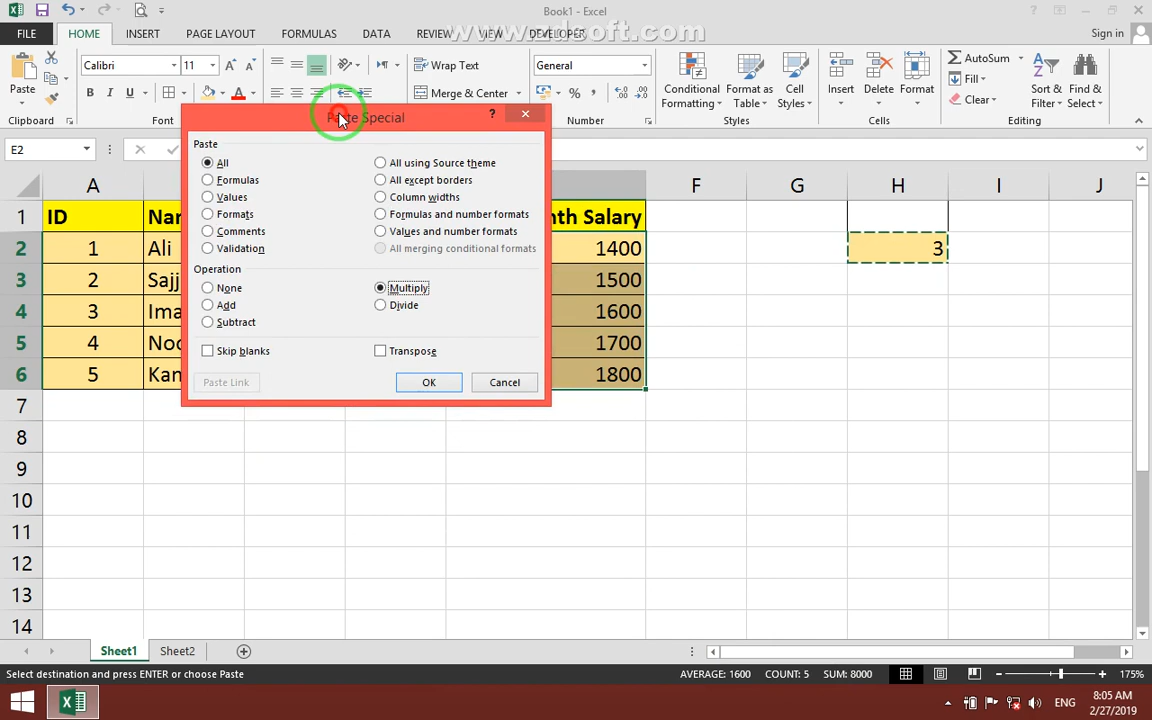 Book1 - Excel
www.zdsoft.com
FILE HOME INSERT PAGE LAYOUT FORMULAS DATA REVIEW VIEW DEVELOPER Sign in
Paste Calibri 11 Wrap Text General Conditional Formatting Format as Table Cell Styles Insert Delete Format AutoSum Fill Clear Sort & Filter Find & Select
B I U A Merge & Center % ,
Clipboard Font Number Styles Cells Editing
E2
Paste Special ? ×
Paste
All All using Source theme
Formulas All except borders
Values Column widths
Formats Formulas and number formats
Comments Values and number formats
Validation All merging conditional formats
Operation
None Multiply
Add Divide
Subtract
Skip blanks Transpose
Paste Link OK Cancel
A F G H I J
1 ID nth Salary
2 1 Ali 1400 3
3 2 Sajj 1500
4 3 Ima 1600
5 4 Noo 1700
6 5 Kan 1800
7
8
9
10
11
12
13
14
Sheet1 Sheet2
Select destination and press ENTER or choose Paste AVERAGE: 1600 COUNT: 5 SUM: 8000 175%
ENG 8:05 AM
2/27/2019